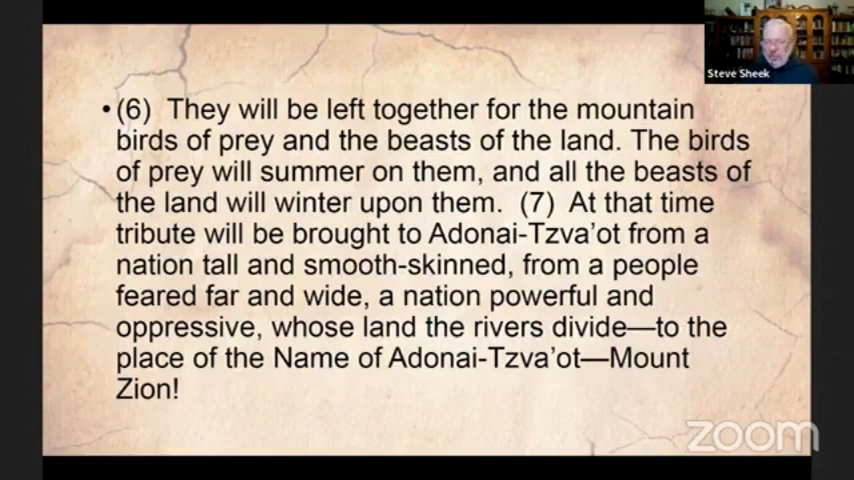 Steve Sheek
• (6) They will be left together for the mountain
birds of prey and the beasts of the land. The birds
of prey will summer on them, and all the beasts of
the land will winter upon them. (7) At that time
tribute will be brought to Adonai-Tzva’ot from a
nation tall and smooth-skinned, from a people
feared far and wide, a nation powerful and
oppressive, whose land the rivers divide—to the
place of the Name of Adonai-Tzva’ot—Mount
Zion!
zoom